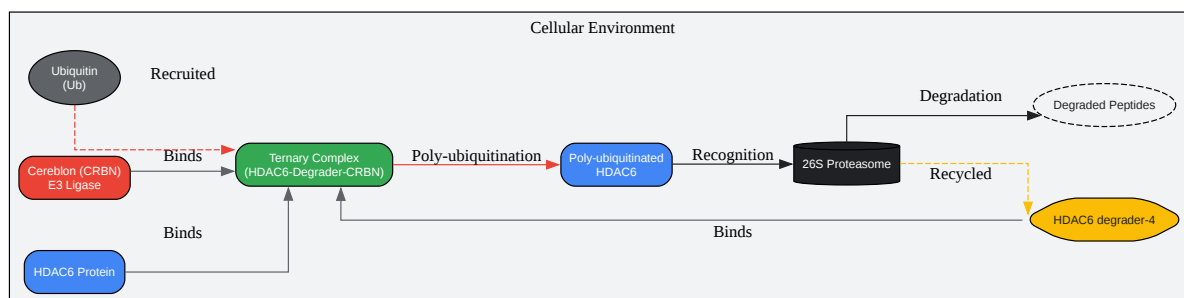 Cellular Environment
Ubiquitin
(Ub)
Recruited
Degradation
Degraded Peptides
Cereblon (CRBN)
E3 Ligase
Binds
Ternary Complex
(HDAC6-Degrader-CRBN)
Poly-ubiquitination
Poly-ubiquitinated
HDAC6
Recognition
26S Proteasome
Recycled
HDAC6 degrader-4
Binds
Binds
HDAC6 Protein